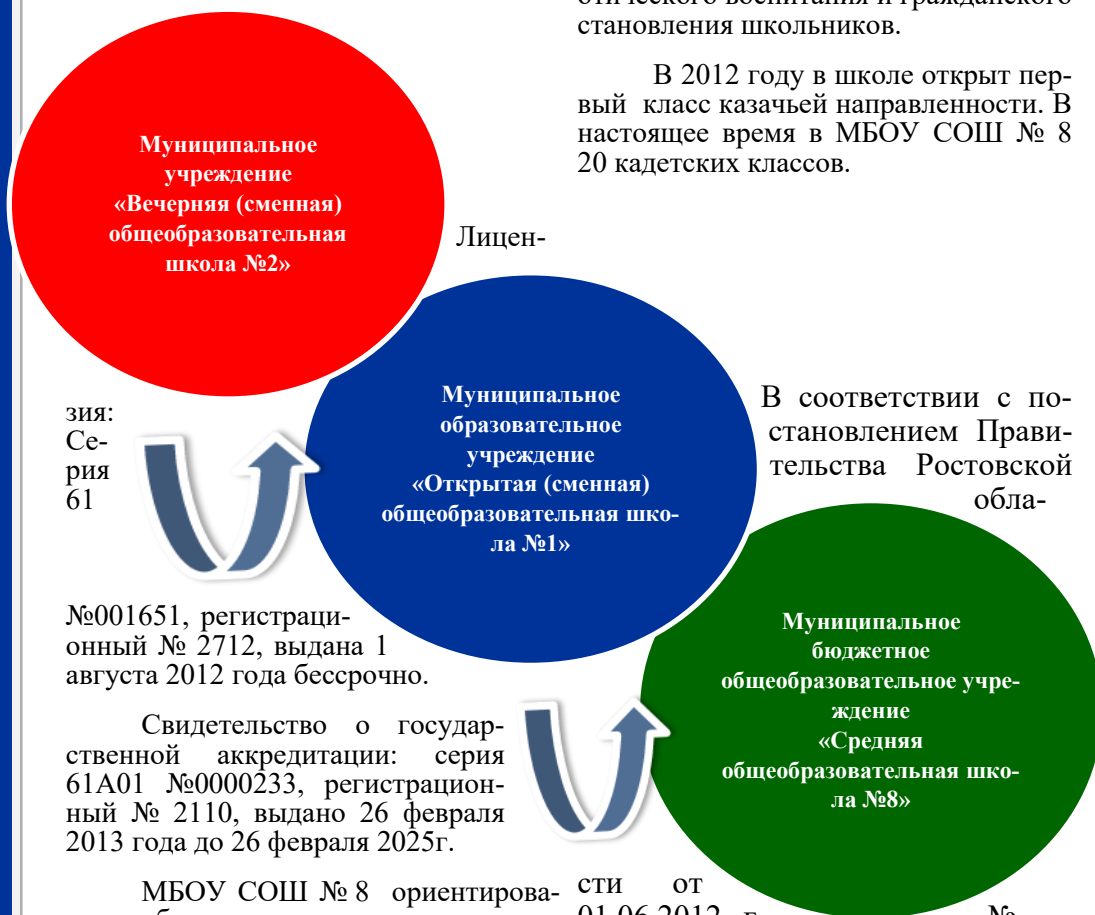 Муниципальное
учреждение
«Вечерняя (сменная)
общеобразовательная
школа №2»
Лицен-
зия:
Се-
рия
61
№001651, регистраци-
онный № 2712, выдана 1
августа 2012 года бессрочно.
Свидетельство о государ-
ственной аккредитации: серия
61А01 №0000233, регистрацион-
ный № 2110, выдано 26 февраля
2013 года до 26 февраля 2025г.
МБОУ СОШ № 8 ориентирова-
Муниципальное
образовательное
учреждение
«Открытая (сменная)
общеобразовательная шко-
ла №1»
становления школьников.
В 2012 году в школе открыт пер-
вый класс казачьей направленности. В
настоящее время в МБОУ СОШ № 8
20 кадетских классов.
В соответствии с по-
становлением Прави-
тельства Ростовской
обла-
Муниципальное
бюджетное
общеобразовательное учре-
ждение
«Средняя
общеобразовательная шко-
ла №8»
сти от
01.06.2012 г. №